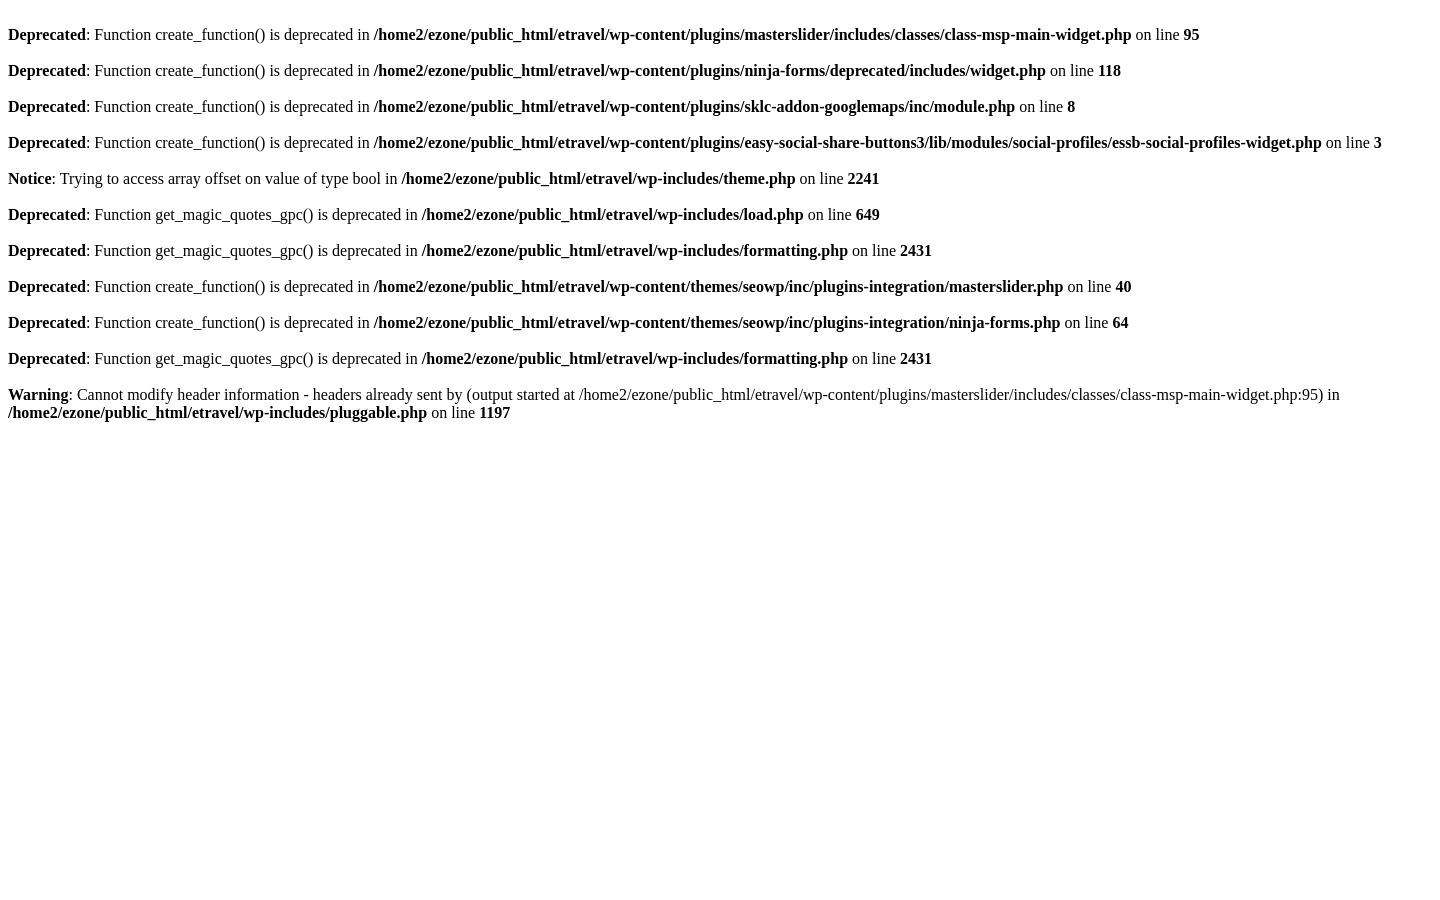 Deprecated: Function create_function() is deprecated in /home2/ezone/public_html/etravel/wp-content/plugins/masterslider/includes/classes/class-msp-main-widget.php on line 95
Deprecated: Function create_function() is deprecated in /home2/ezone/public_html/etravel/wp-content/plugins/ninja-forms/deprecated/includes/widget.php on line 118
Deprecated: Function create_function() is deprecated in /home2/ezone/public_html/etravel/wp-content/plugins/sklc-addon-googlemaps/inc/module.php on line 8
Deprecated: Function create_function() is deprecated in /home2/ezone/public_html/etravel/wp-content/plugins/easy-social-share-buttons3/lib/modules/social-profiles/essb-social-profiles-widget.php on line 3
Notice: Trying to access array offset on value of type bool in /home2/ezone/public_html/etravel/wp-includes/theme.php on line 2241
Deprecated: Function get_magic_quotes_gpc() is deprecated in /home2/ezone/public_html/etravel/wp-includes/load.php on line 649
Deprecated: Function get_magic_quotes_gpc() is deprecated in /home2/ezone/public_html/etravel/wp-includes/formatting.php on line 2431
Deprecated: Function create_function() is deprecated in /home2/ezone/public_html/etravel/wp-content/themes/seowp/inc/plugins-integration/masterslider.php on line 40
Deprecated: Function create_function() is deprecated in /home2/ezone/public_html/etravel/wp-content/themes/seowp/inc/plugins-integration/ninja-forms.php on line 64
Deprecated: Function get_magic_quotes_gpc() is deprecated in /home2/ezone/public_html/etravel/wp-includes/formatting.php on line 2431
Warning: Cannot modify header information - headers already sent by (output started at /home2/ezone/public_html/etravel/wp-content/plugins/masterslider/includes/classes/class-msp-main-widget.php:95) in
/home2/ezone/public_html/etravel/wp-includes/pluggable.php on line 1197